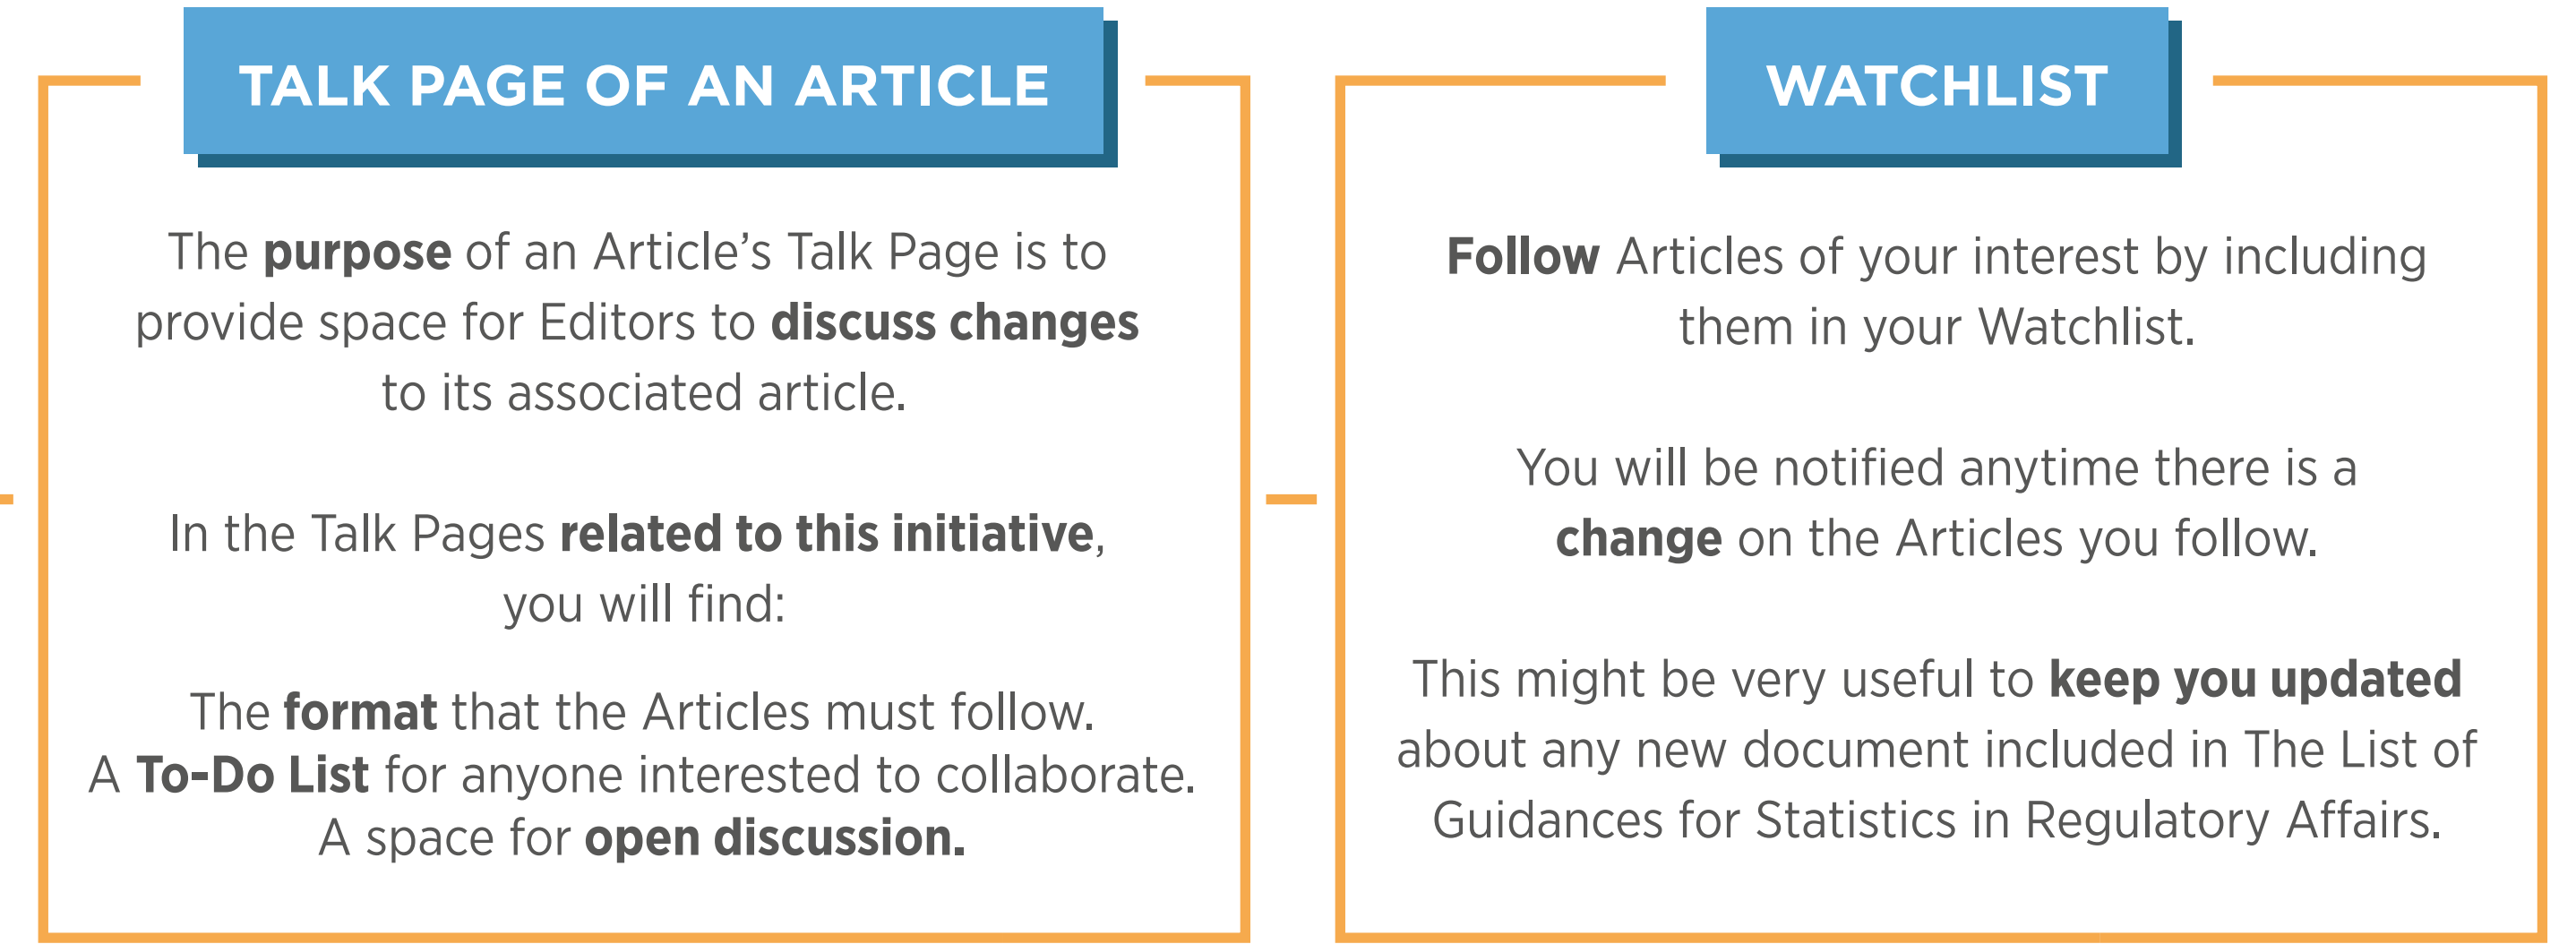 TALK PAGE OF AN ARTICLE
The purpose of an Article’s Talk Page is to
provide space for Editors to discuss changes
to its associated article.
In the Talk Pages related to this initiative,
you will find:
The format that the Articles must follow.
A To-Do List for anyone interested to collaborate.
A space for open discussion.
WATCHLIST
Follow Articles of your interest by including
them in your Watchlist.
You will be notified anytime there is a
change on the Articles you follow.
This might be very useful to keep you updated
about any new document included in The List of
Guidances for Statistics in Regulatory Affairs.